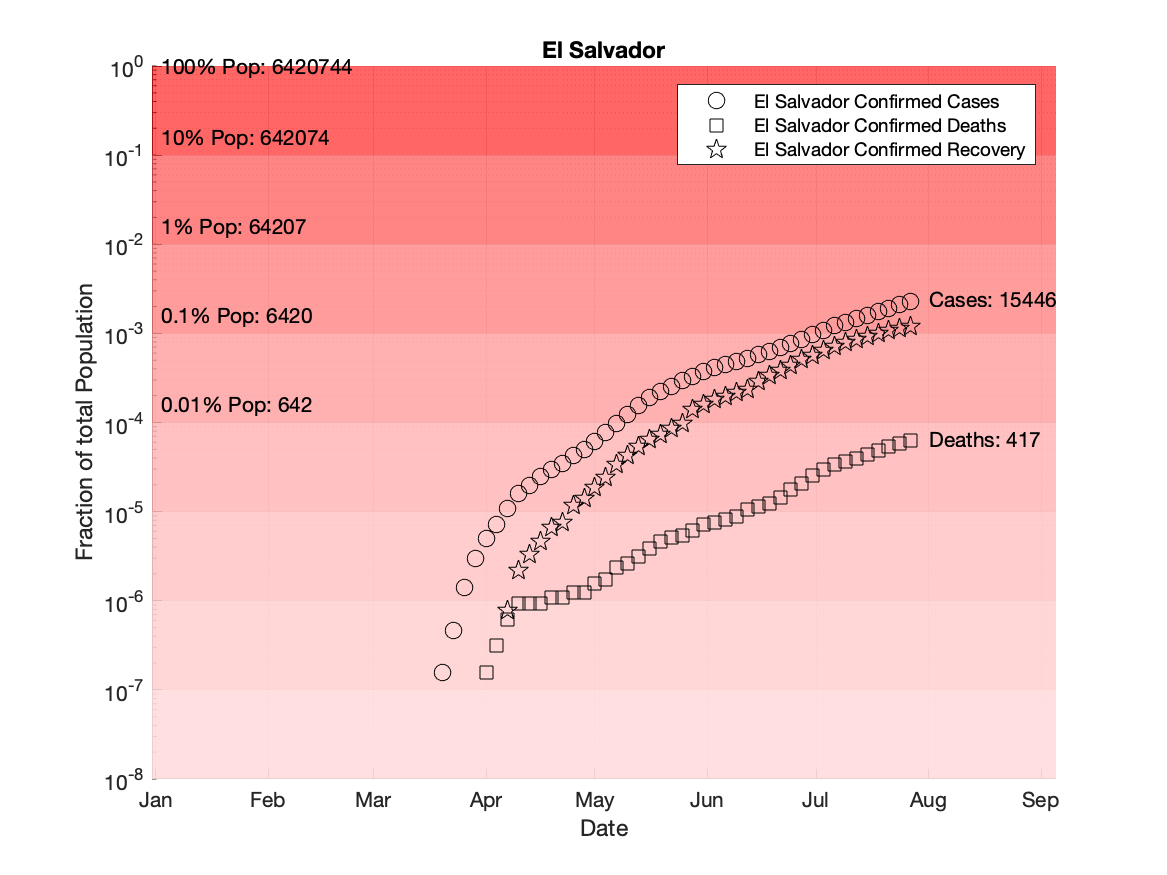 El Salvador
10^0
100% Pop: 6420744
El Salvador Confirmed Cases
El Salvador Confirmed Deaths
El Salvador Confirmed Recovery
10% Pop: 642074
10^-1
1% Pop: 64207
10^-2
0.1% Pop: 6420
10^-3
Cases: 15446
0.01% Pop: 642
10^-4
Deaths: 417
10^-5
10^-6
10^-7
10^-8
Fraction of total Population
Jan Feb Mar Apr May Jun Jul Aug Sep
Date